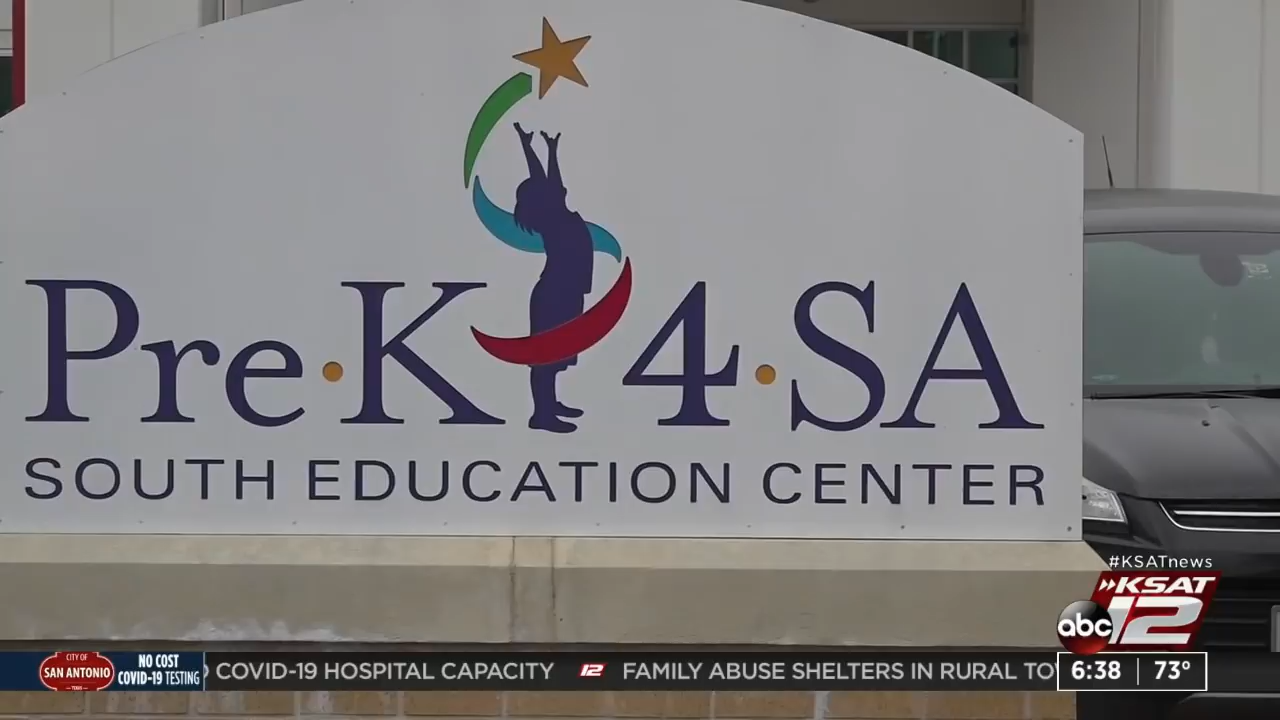 Pre·K 4·SA
SOUTH EDUCATION CENTER
#KSATnews
KSAT
abc 12
CITY OF
SAN ANTONIO
NO COST
COVID-19 TESTING
COVID-19 HOSPITAL CAPACITY 12 FAMILY ABUSE SHELTERS IN RURAL TO
6:38 73°